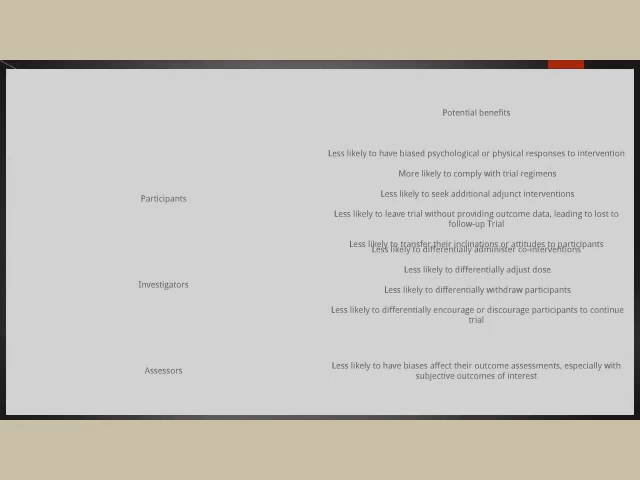 Potential benefits
Participants
Less likely to have biased psychological or physical responses to intervention
More likely to comply with trial regimens
Less likely to seek additional adjunct interventions
Less likely to leave trial without providing outcome data, leading to lost to
follow-up Trial
Investigators
Less likely to transfer their inclinations or attitudes to participants
Less likely to differentially administer co-interventions
Less likely to differentially adjust dose
Less likely to differentially withdraw participants
Less likely to differentially encourage or discourage participants to continue
trial
Assessors
Less likely to have biases affect their outcome assessments, especially with
subjective outcomes of interest